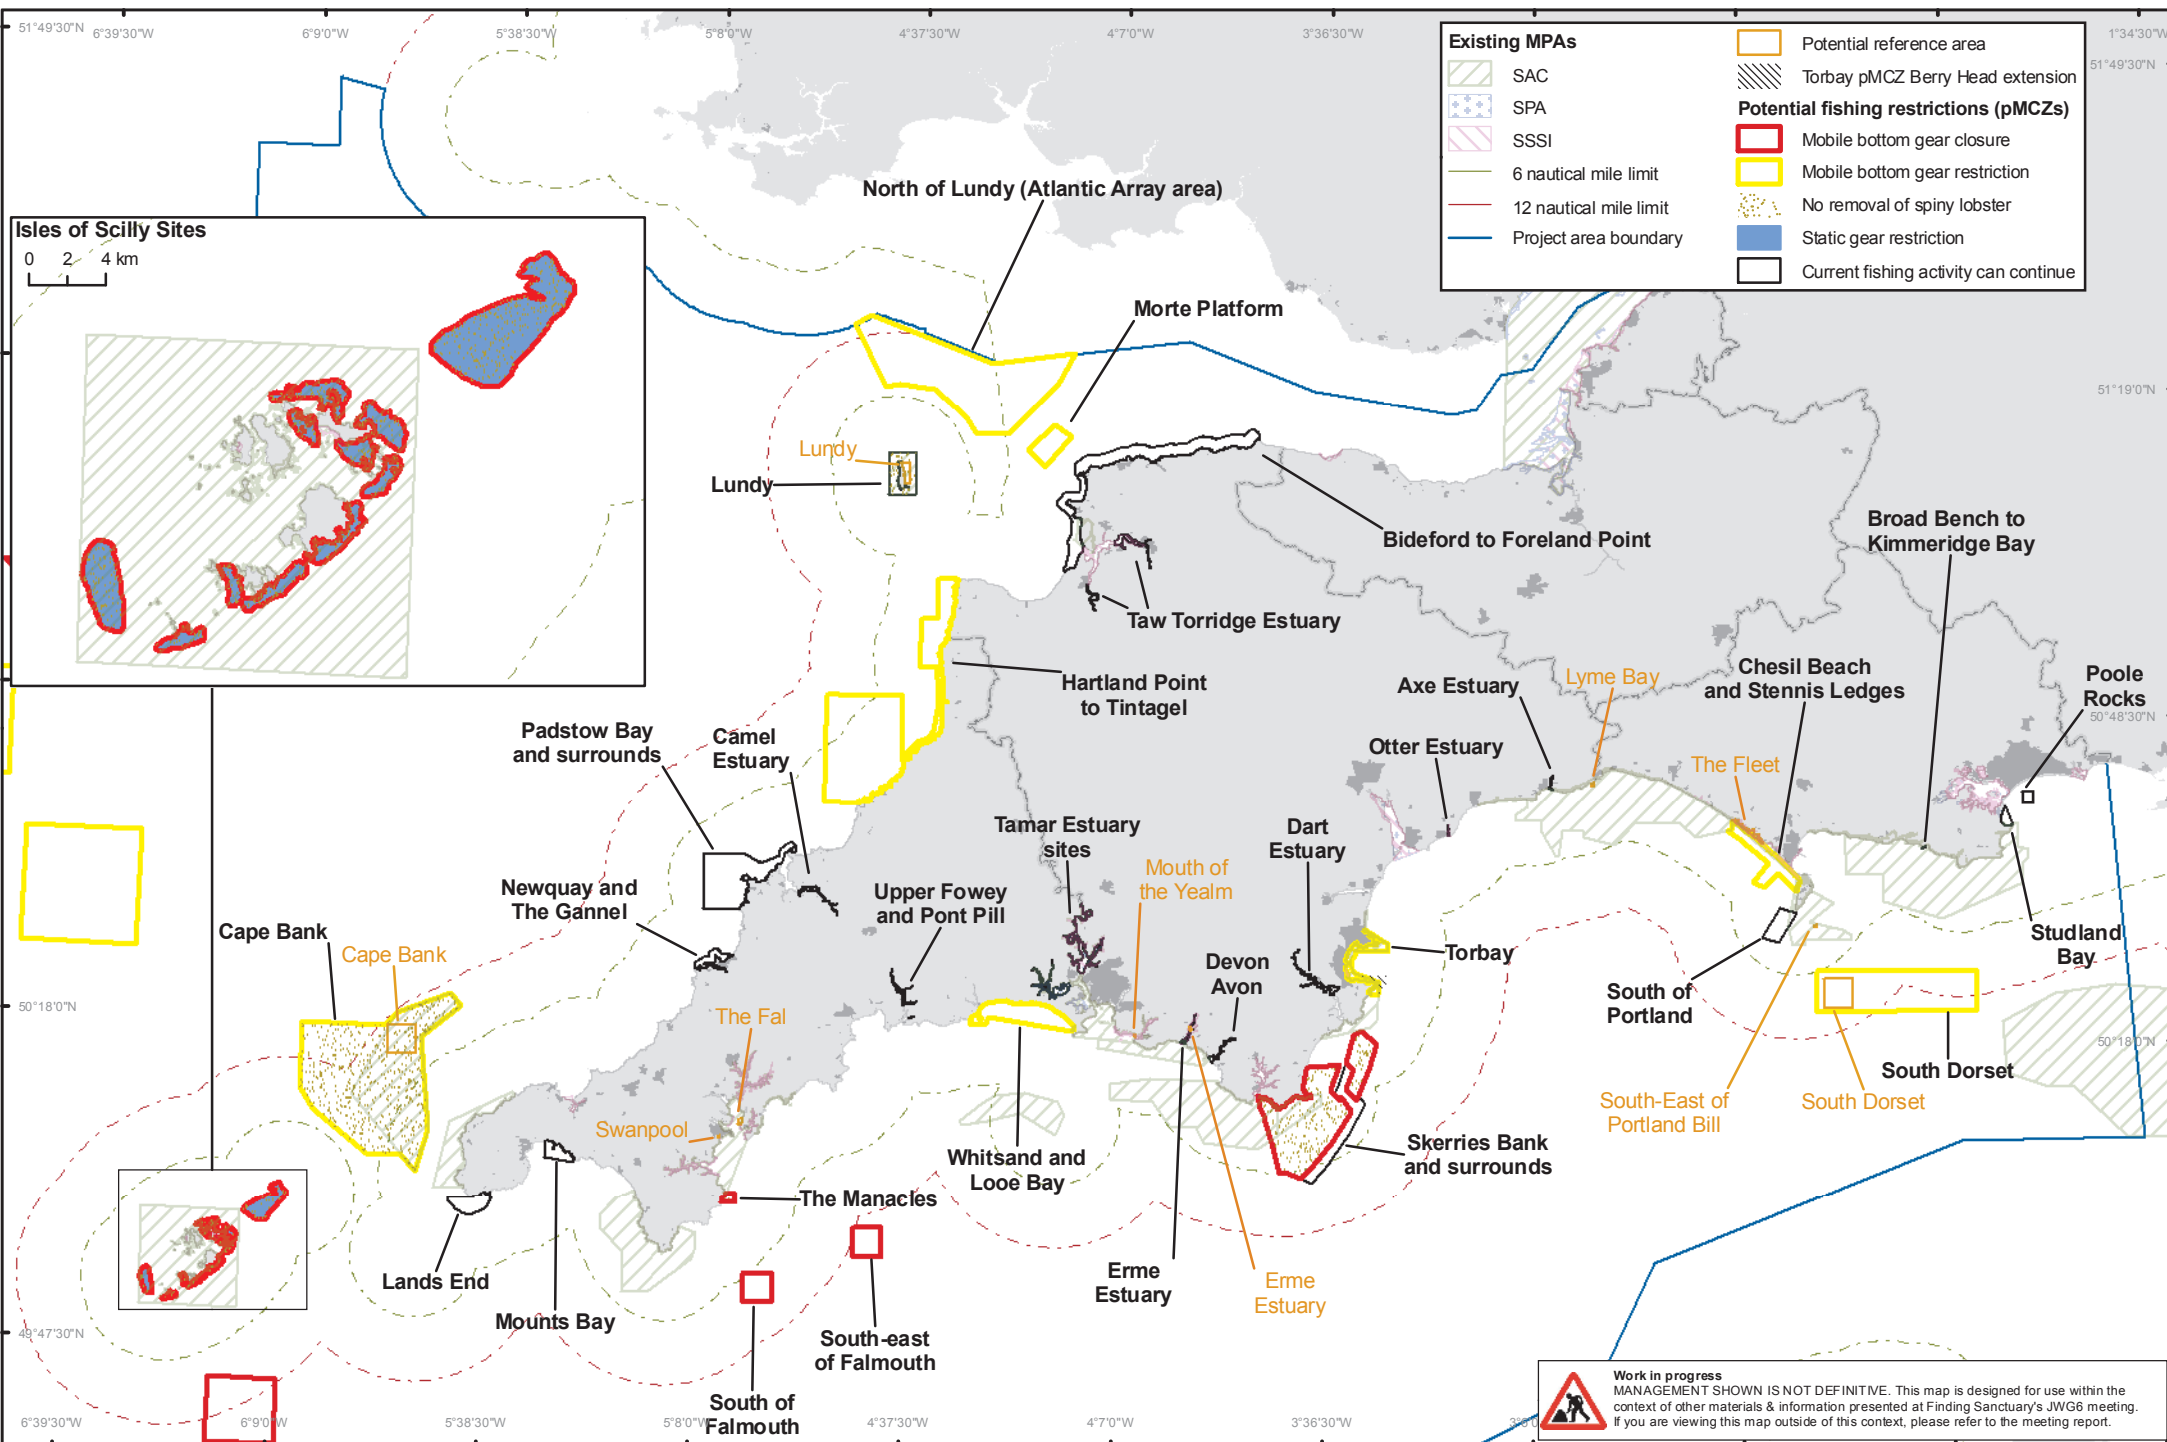 51°49'30"N
6°39'30"W
6°9'0"W
5°38'30"W
5°8'0"W
4°37'30"W
4°7'0"W
3°36'30"W
1°34'30"W
51°49'30"N
Existing MPAs
SAC
SPA
SSSI
6 nautical mile limit
12 nautical mile limit
Project area boundary
Potential reference area
Torbay pMCZ Berry Head extension
Potential fishing restrictions (pMCZs)
Mobile bottom gear closure
Mobile bottom gear restriction
No removal of spiny lobster
Static gear restriction
Current fishing activity can continue
Isles of Scilly Sites
0 2 4 km
North of Lundy (Atlantic Array area)
Morte Platform
51°19'0"N
Lundy
Lundy
Bideford to Foreland Point
Broad Bench to
Kimmeridge Bay
Taw Torridge Estuary
Hartland Point
to Tintagel
Axe Estuary
Lyme Bay
Chesil Beach
and Stennis Ledges
Poole
Rocks
50°48'30"N
Padstow Bay
and surrounds
Camel
Estuary
Otter Estuary
The Fleet
Tamar Estuary
sites
Dart
Estuary
Mouth of
the Yealm
Newquay and
The Gannel
Upper Fowey
and Pont Pill
Cape Bank
Cape Bank
Torbay
Devon
Avon
Studland
Bay
South of
Portland
50°18'0"N
The Fal
50°18'0"N
South Dorset
South-East of
Portland Bill
South Dorset
Swanpool
Whitsand and
Looe Bay
Skerries Bank
and surrounds
The Manacles
Lands End
Mounts Bay
Erme
Estuary
Erme
Estuary
South-east
of Falmouth
49°47'30"N
South of
Falmouth
6°39'30"W
6°9'0"W
5°38'30"W
5°8'0"W
4°37'30"W
4°7'0"W
3°36'30"W
Work in progress
MANAGEMENT SHOWN IS NOT DEFINITIVE. This map is designed for use within the
context of other materials & information presented at Finding Sanctuary's JWG6 meeting.
If you are viewing this map outside of this context, please refer to the meeting report.